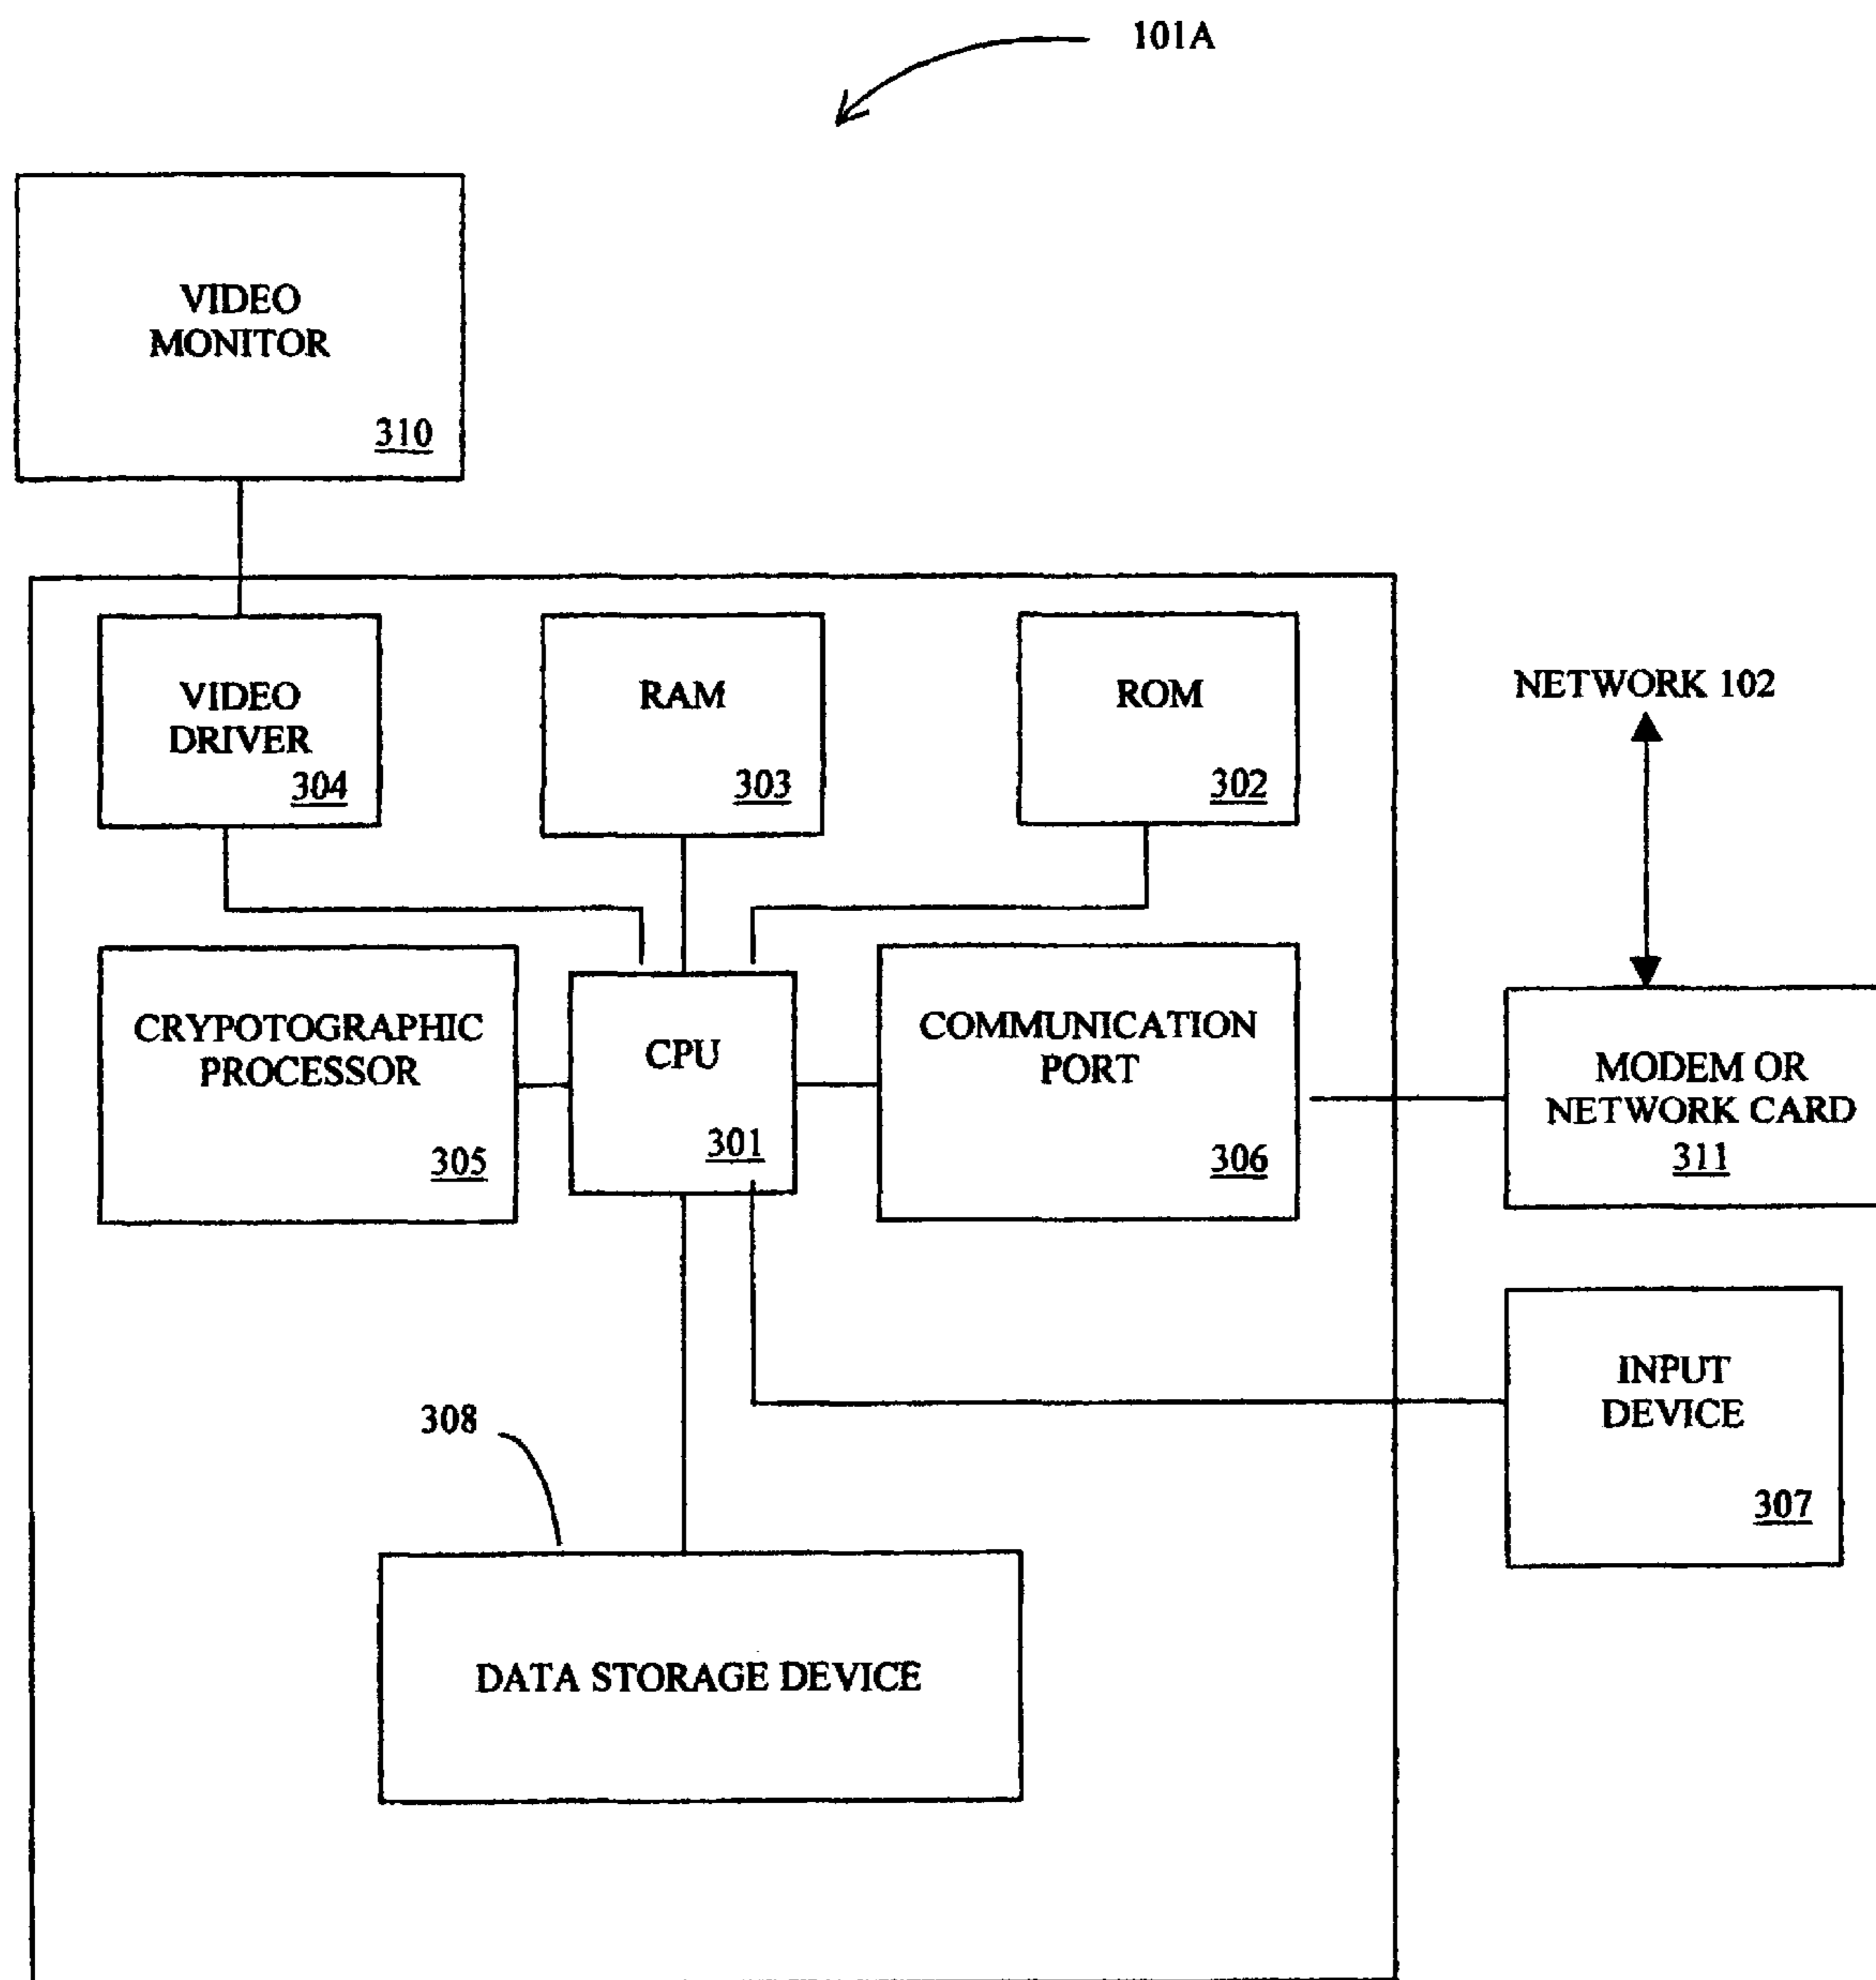 101A
VIDEO
MONITOR
310
VIDEO
DRIVER
304
RAM
303
ROM
302
NETWORK 102
CRYPOTOGRAPHIC
PROCESSOR
305
CPU
301
COMMUNICATION
PORT
306
MODEM OR
NETWORK CARD
311
INPUT
DEVICE
307
308
DATA STORAGE DEVICE